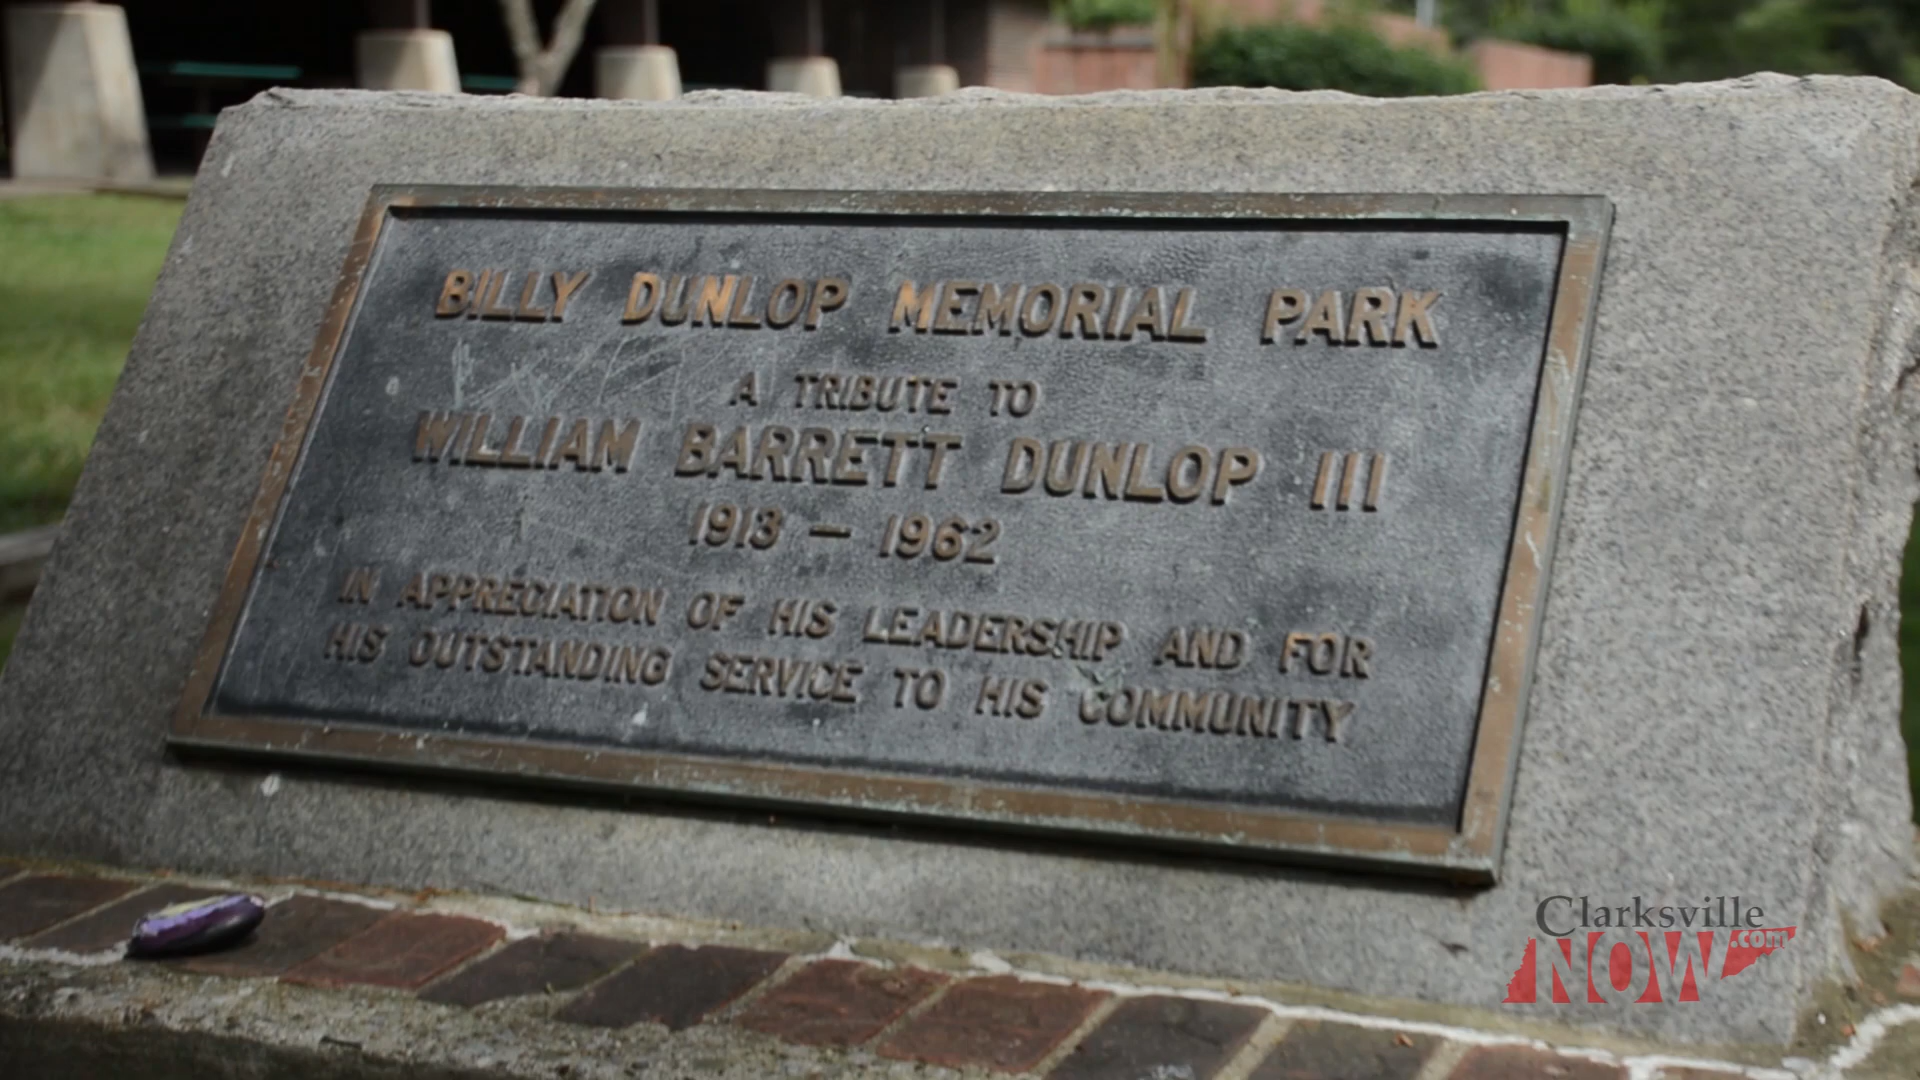 BILLY DUNLOP MEMORIAL PARK
A TRIBUTE TO
WILLIAM BARRETT DUNLOP III
1913 — 1962
IN APPRECIATION OF HIS LEADERSHIP AND FOR
HIS OUTSTANDING SERVICE TO HIS COMMUNITY
Clarksville
NOW.com